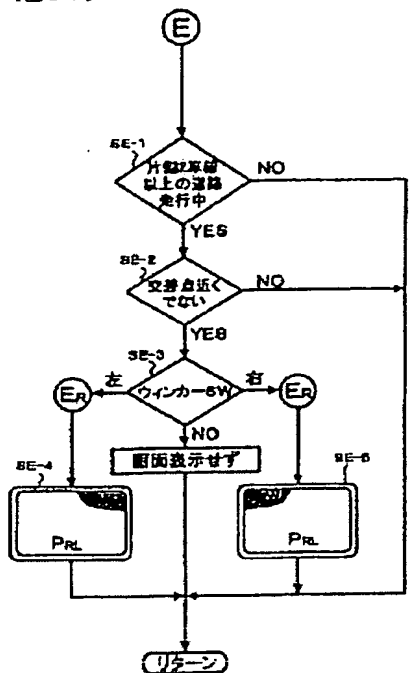 E
SE-1
片側2車線
以上の道路
走行中
NO
YES
SE-2
交差点近く
でない
NO
YES
SE-3
左
ウィンカーSW
右
ER
ER
NO
画面表示せず
SE-4
SE-5
PRL
PRL
リターン